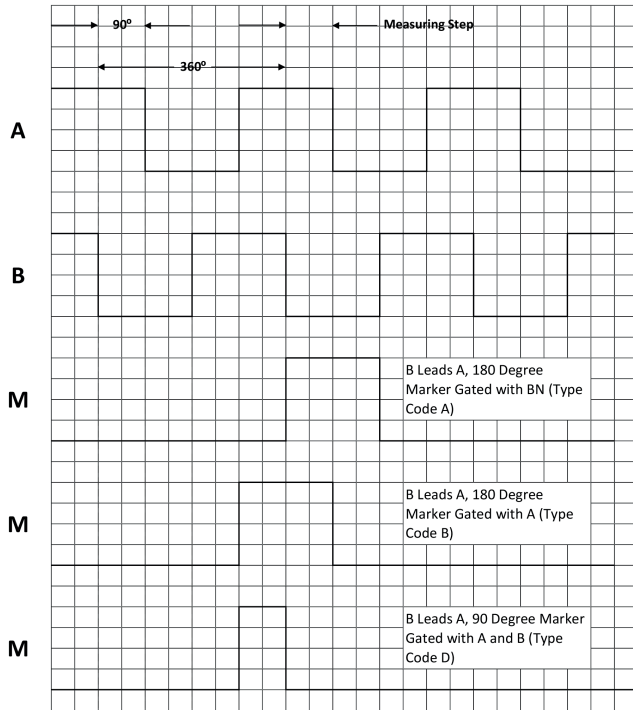 90°
Measuring Step
360°
A
B
M
B Leads A, 180 Degree
Marker Gated with BN (Type
Code A)
M
B Leads A, 180 Degree
Marker Gated with A (Type
Code B)
M
B Leads A, 90 Degree Marker
Gated with A and B (Type
Code D)